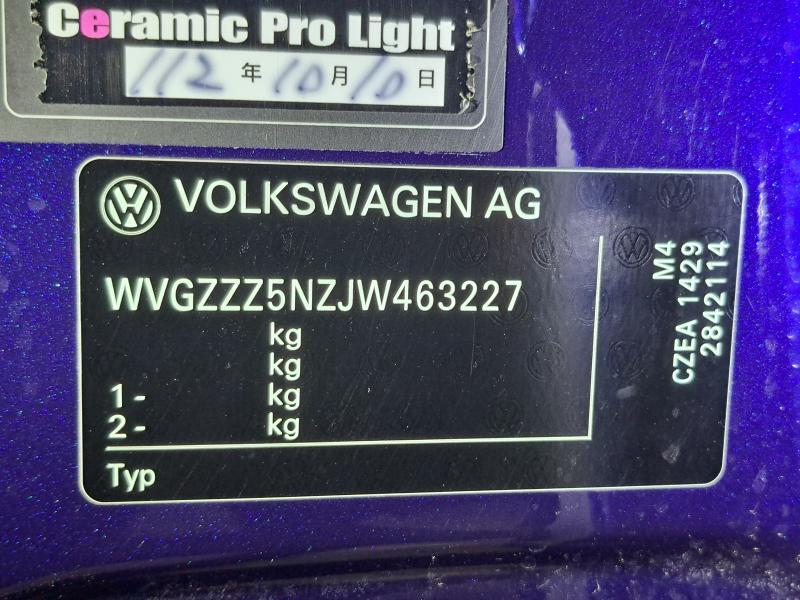 Ceramic Pro Light
112 年 10 月 10 日
VOLKSWAGEN AG
WVGZZZ5NZJW463227
kg
kg
1- kg
2- kg
Typ
M4
CZEA 1429
2842114